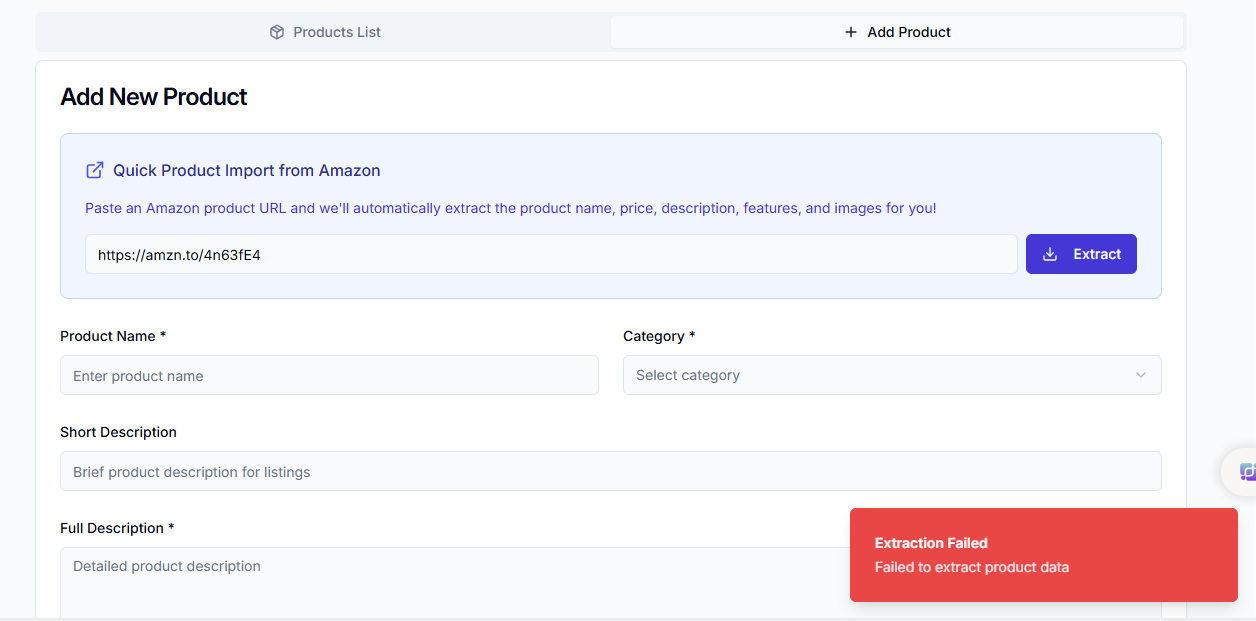 Products List
Add Product
Add New Product
Quick Product Import from Amazon
Paste an Amazon product URL and we'll automatically extract the product name, price, description, features, and images for you!
https://amzn.to/4n63fE4
Extract
Product Name *
Category *
Enter product name
Select category
Short Description
Brief product description for listings
Full Description *
Detailed product description
Extraction Failed
Failed to extract product data